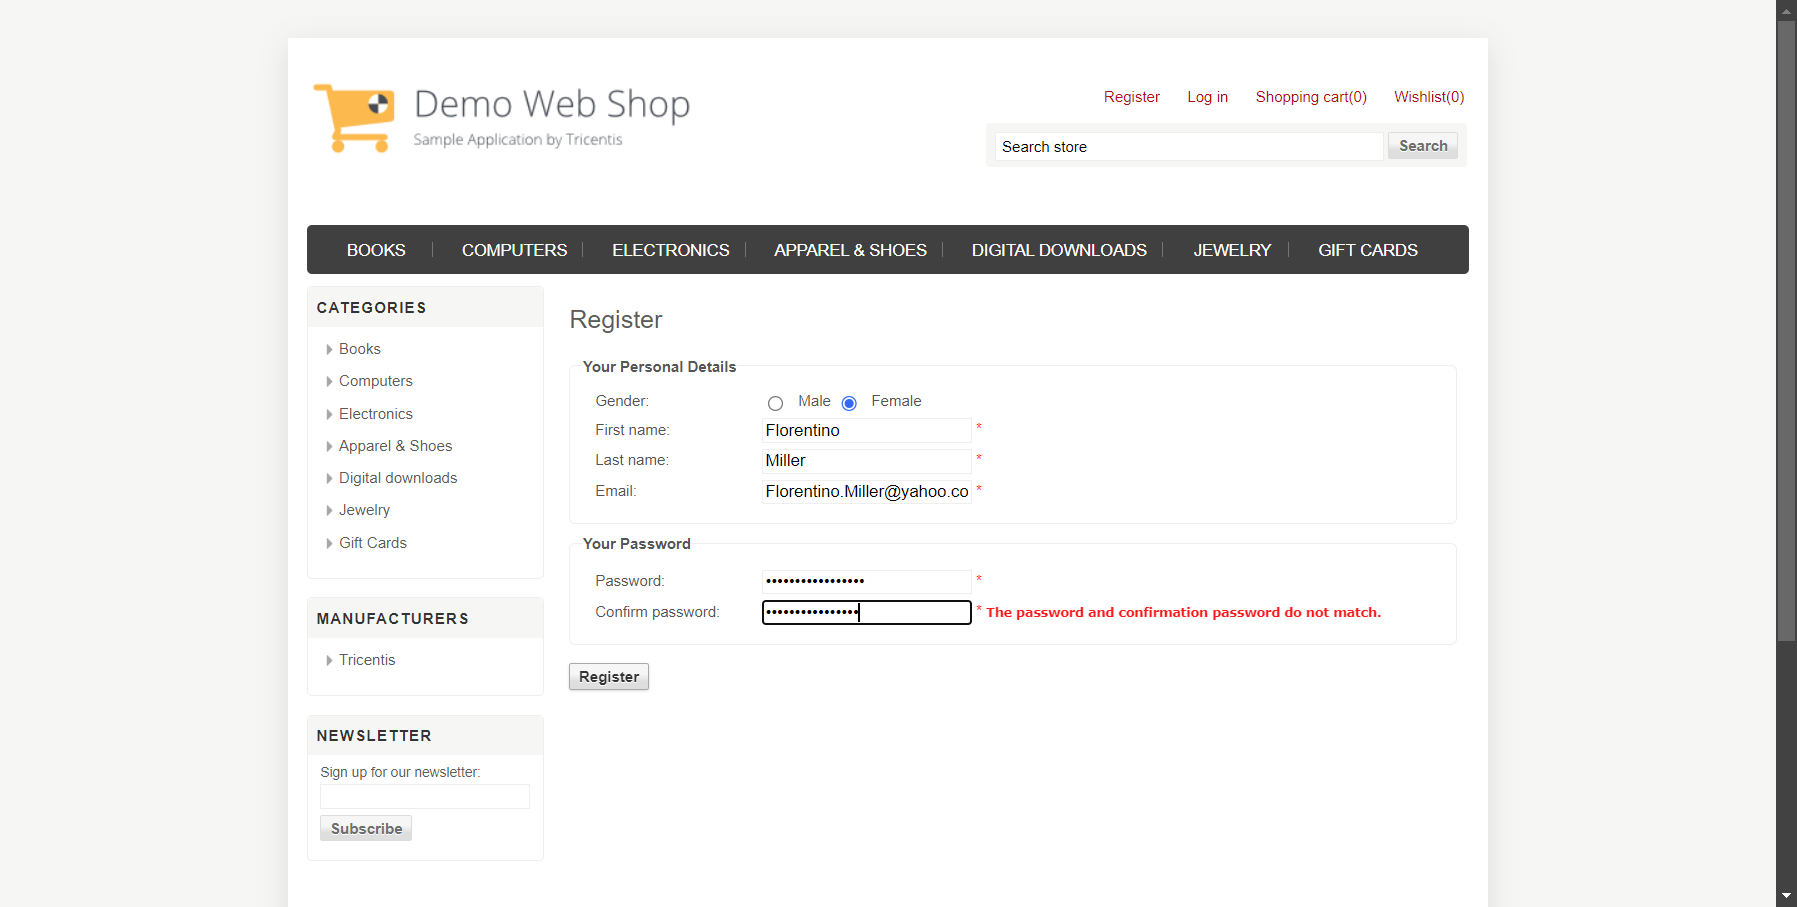 Demo Web Shop
Sample Application by Tricentis
Register Log in Shopping cart(0) Wishlist(0)
Search store Search
BOOKS COMPUTERS ELECTRONICS APPAREL & SHOES DIGITAL DOWNLOADS JEWELRY GIFT CARDS
CATEGORIES
Books
Computers
Electronics
Apparel & Shoes
Digital downloads
Jewelry
Gift Cards
MANUFACTURERS
Tricentis
NEWSLETTER
Sign up for our newsletter:
Subscribe
Register
Your Personal Details
Gender: Male Female
First name: Florentino *
Last name: Miller *
Email: Florentino.Miller@yahoo.co *
Your Password
Password: ••••••••••••••••• *
Confirm password: •••••••••••••••• * The password and confirmation password do not match.
Register